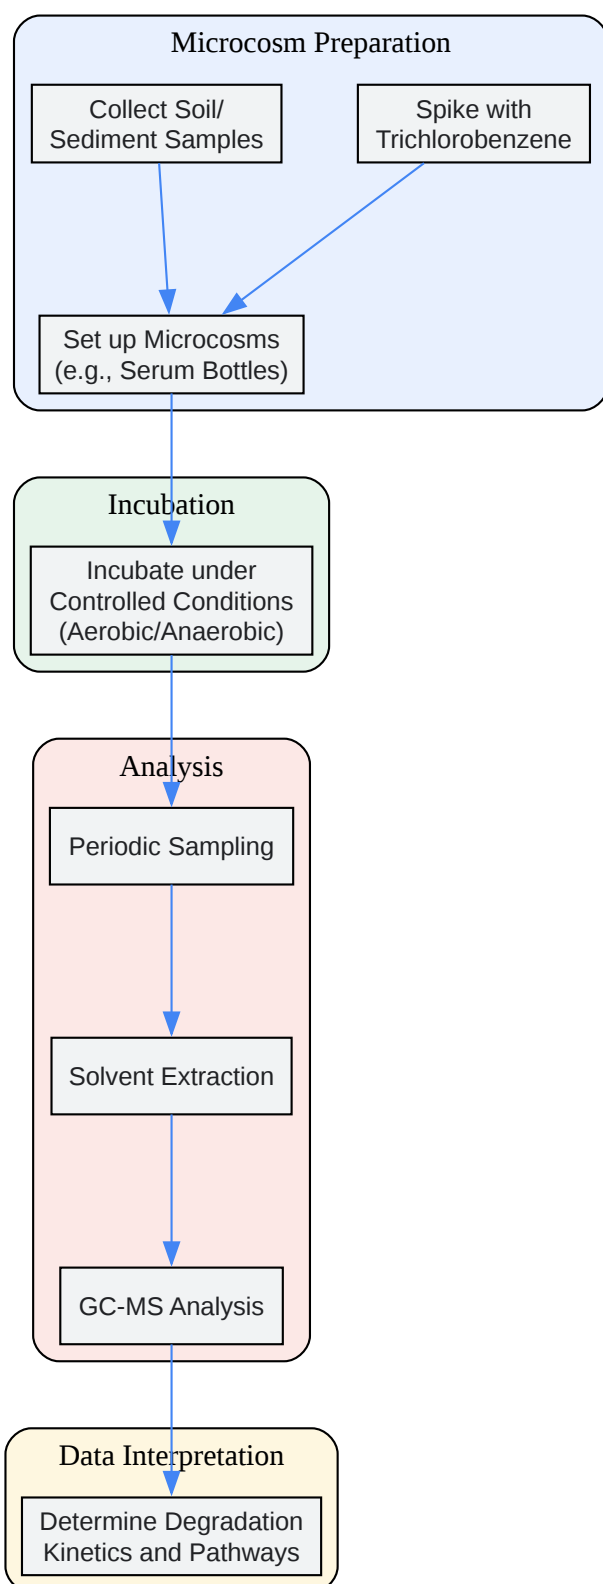 Microcosm Preparation
Collect Soil/
Sediment Samples
Spike with
Trichlorobenzene
Set up Microcosms
(e.g., Serum Bottles)
Incubation
Incubate under
Controlled Conditions
(Aerobic/Anaerobic)
Analysis
Periodic Sampling
Solvent Extraction
GC-MS Analysis
Data Interpretation
Determine Degradation
Kinetics and Pathways